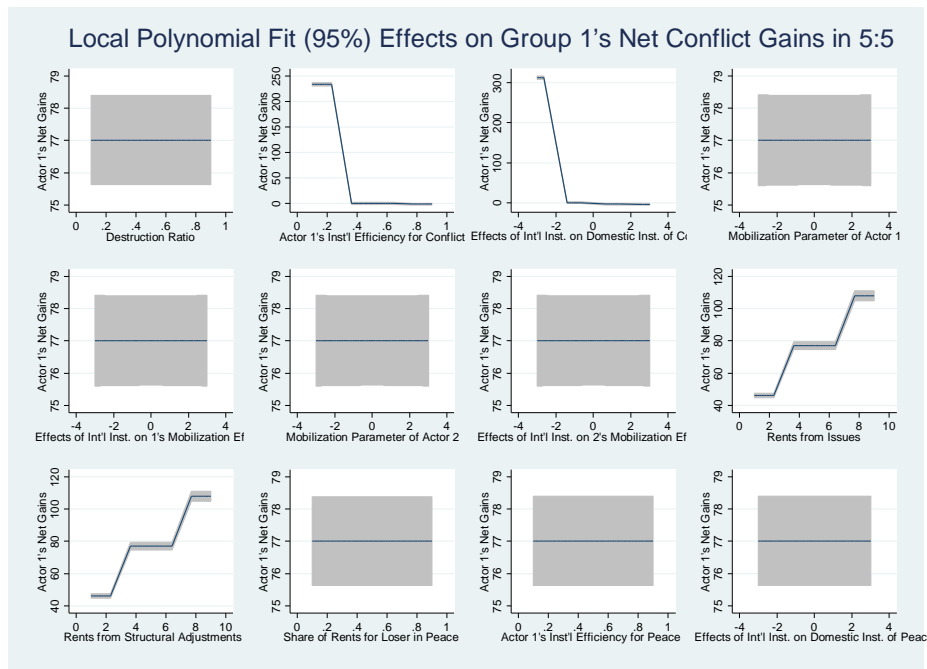 Local Polynomial Fit (95%) Effects on Group 1's Net Conflict Gains in 5:5
Actor 1's Net Gains
79
78
77
76
75
0 .2 .4 .6 .8 1
Destruction Ratio
Actor 1's Net Gains
250
200
150
100
50
0
0 .2 .4 .6 .8 1
Actor 1's Inst'l Efficiency for Conflict
Actor 1's Net Gains
300
200
100
0
-4 -2 0 2 4
Effects of Int'l Inst. on Domestic Inst. of Co
Actor 1's Net Gains
79
78
77
76
75
-4 -2 0 2 4
Mobilization Parameter of Actor 1
Actor 1's Net Gains
79
78
77
76
75
-4 -2 0 2 4
Effects of Int'l Inst. on 1's Mobilization Ef
Actor 1's Net Gains
79
78
77
76
75
-4 -2 0 2 4
Mobilization Parameter of Actor 2
Actor 1's Net Gains
79
78
77
76
75
-4 -2 0 2 4
Effects of Int'l Inst. on 2's Mobilization Ef
Actor 1's Net Gains
120
100
80
60
40
0 2 4 6 8 10
Rents from Issues
Actor 1's Net Gains
120
100
80
60
40
0 2 4 6 8 10
Rents from Structural Adjustments
Actor 1's Net Gains
79
78
77
76
75
0 .2 .4 .6 .8 1
Share of Rents for Loser in Peace
Actor 1's Net Gains
79
78
77
76
75
0 .2 .4 .6 .8 1
Actor 1's Inst'l Efficiency for Peace
Actor 1's Net Gains
79
78
77
76
75
-4 -2 0 2 4
Effects of Int'l Inst. on Domestic Inst. of Peac